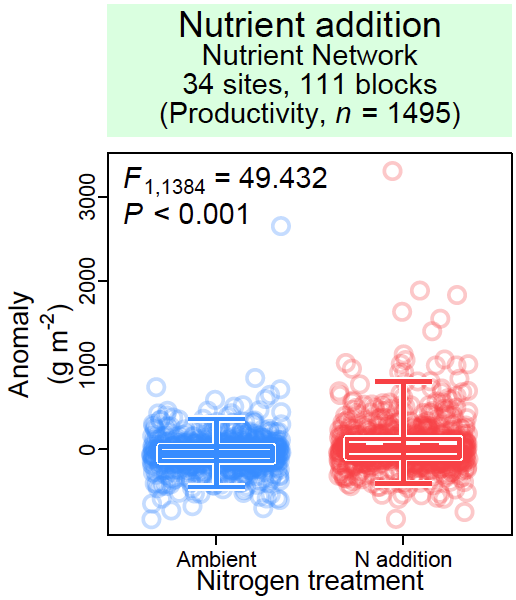 Nutrient addition
Nutrient Network
34 sites, 111 blocks
(Productivity, n = 1495)
F1,1384 = 49.432
P < 0.001
Anomaly
(g m-2)
3000
2000
1000
0
Ambient
N addition
Nitrogen treatment